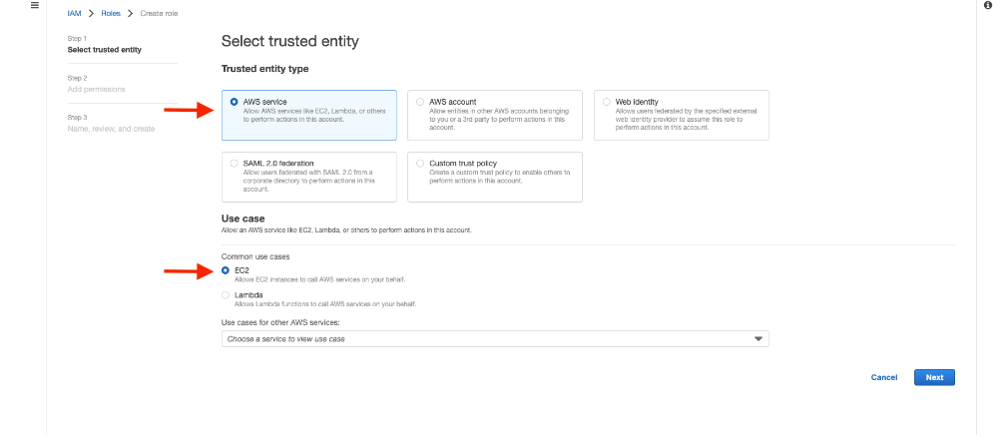 IAM > Roles > Create role
Step 1
Select trusted entity
Step 2
Add permissions
Step 3
Name, review, and create
Select trusted entity
Trusted entity type
AWS service
Allow AWS services like EC2, Lambda, or others
to perform actions in this account.
AWS account
Allow entities in other AWS accounts belonging
to you or a 3rd party to perform actions in this
account.
Web identity
Allows users federated by the specified external
web identity provider to assume this role to
perform actions in this account.
SAML 2.0 federation
Allow users federated with SAML 2.0 from a
corporate directory to perform actions in this
account.
Custom trust policy
Create a custom trust policy to enable others to
perform actions in this account.
Use case
Allow an AWS service like EC2, Lambda, or others to perform actions in this account.
Common use cases
EC2
Allows EC2 instances to call AWS services on your behalf.
Lambda
Allows Lambda functions to call AWS services on your behalf.
Use cases for other AWS services:
Choose a service to view use case
Cancel
Next